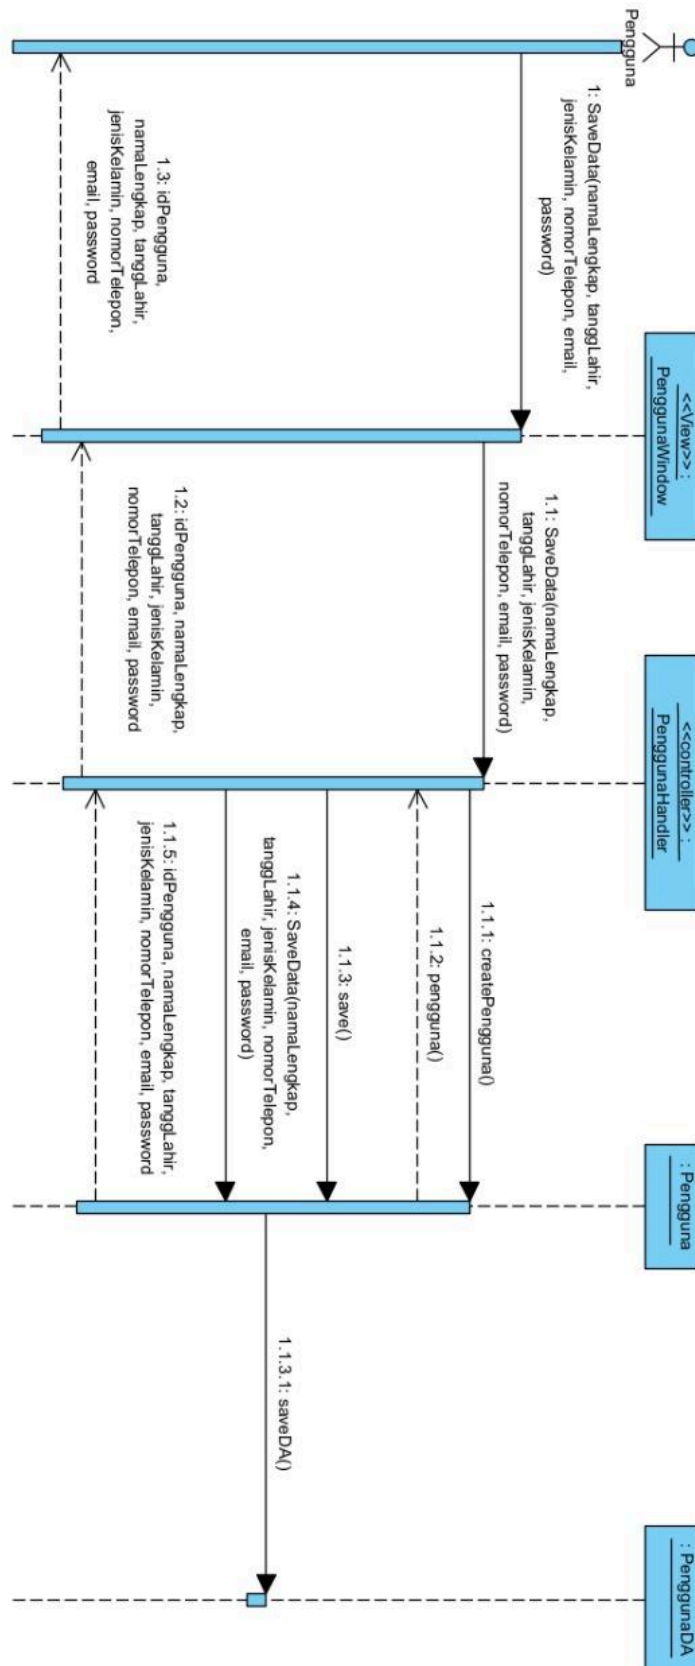 Pengguna
<<View>> :
PenggunaWindow
<<controller>> :
PenggunaHandler
: Pengguna
: PenggunaDA
1: SaveData(namaLengkap, tanggLahir,
jenisKelamin, nomorTelepon, email,
password)
1.1: SaveData(namaLengkap,
tanggLahir, jenisKelamin,
nomorTelepon, email, password)
1.1.1: createPengguna()
1.1.2: pengguna()
1.1.3: save()
1.1.3.1: saveDA()
1.1.4: SaveData(namaLengkap,
tanggLahir, jenisKelamin, nomorTelepon,
email, password)
1.1.5: idPengguna, namaLengkap, tanggLahir,
jenisKelamin, nomorTelepon, email, password
1.2: idPengguna, namaLengkap,
tanggLahir, jenisKelamin,
nomorTelepon, email, password
1.3: idPengguna,
namaLengkap, tanggLahir,
jenisKelamin, nomorTelepon,
email, password